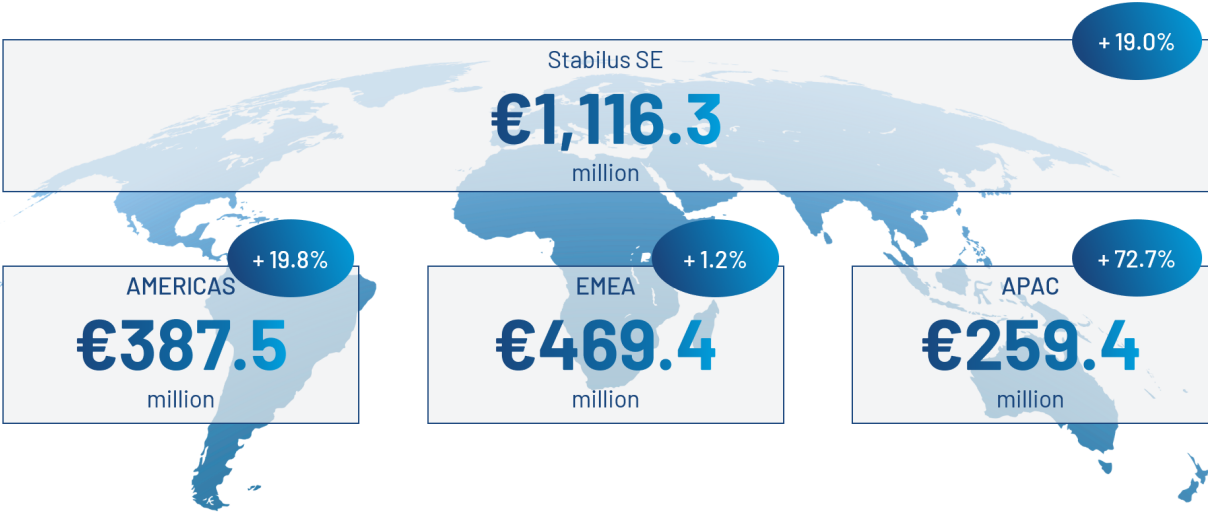 + 19.0%
Stabilus SE
€1,116.3
million
+ 19.8%
AMERICAS
€387.5
million
+ 1.2%
EMEA
€469.4
million
+ 72.7%
APAC
€259.4
million